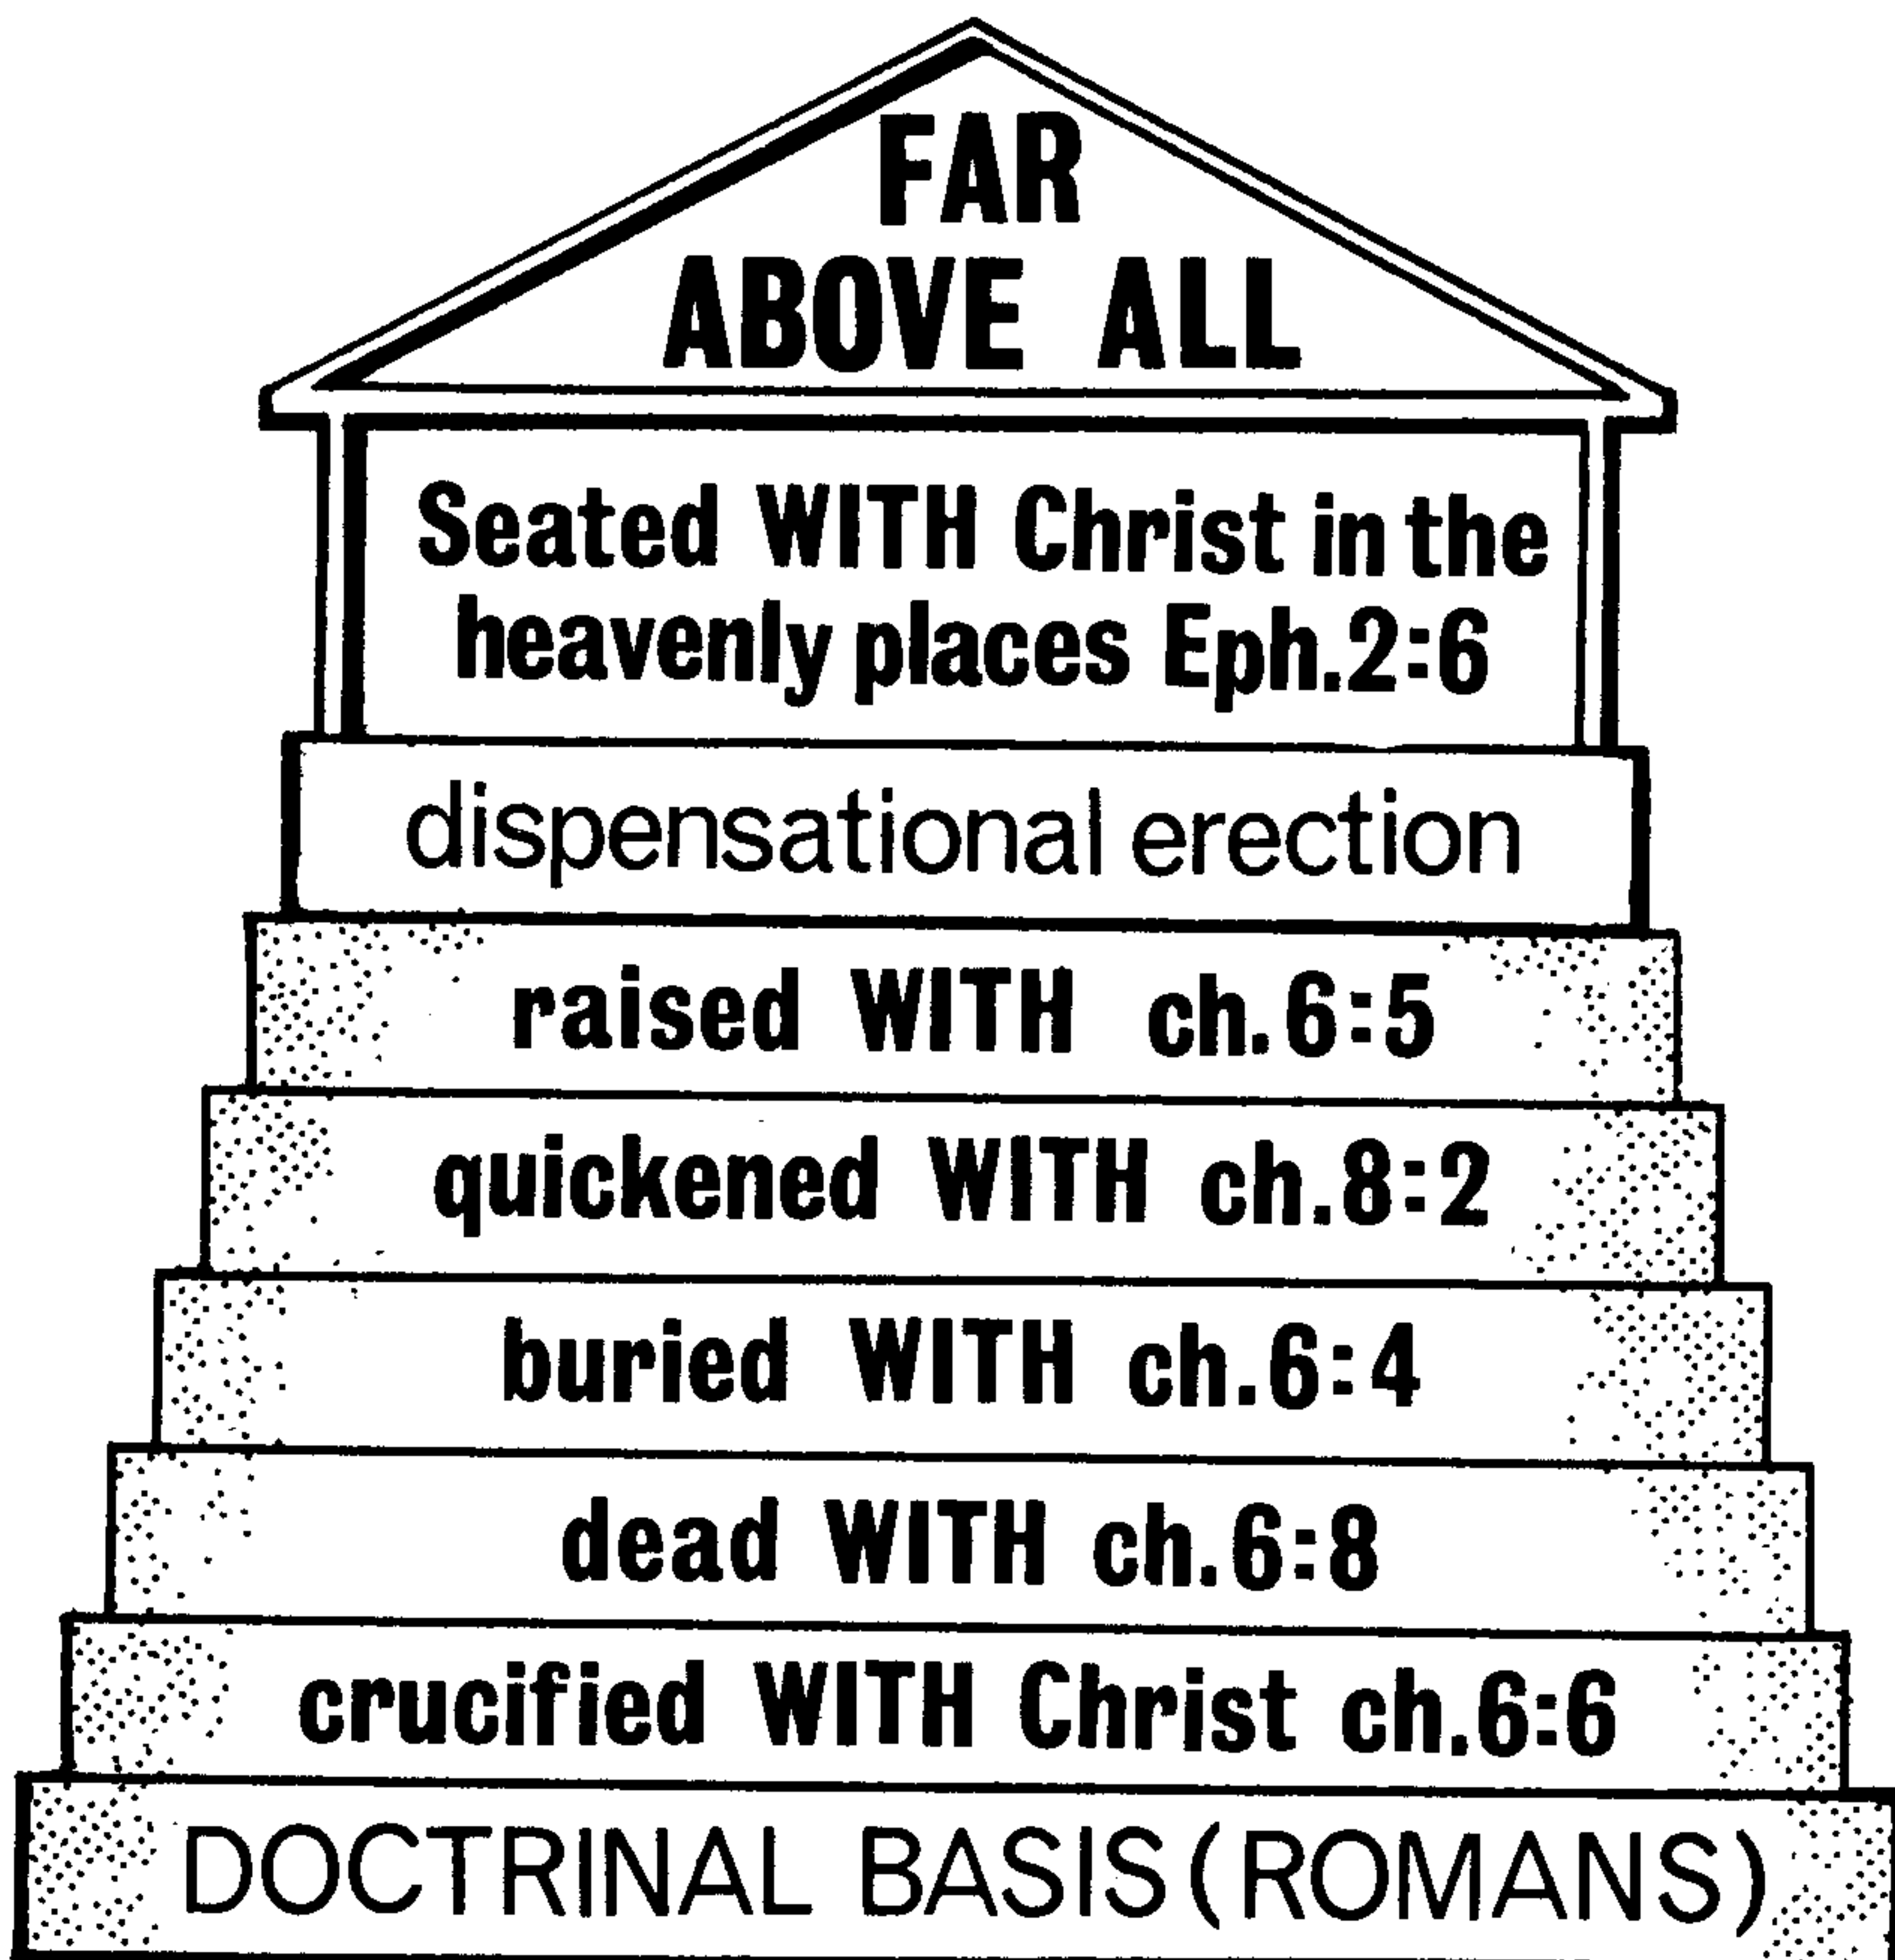 FAR
ABOVE ALL
Seated WITH Christ in the
heavenly places Eph.2:6
dispensational erection
raised WITH ch. 6:5
quickened WITH ch.8:2
buried WITH ch.6:4
dead WITH ch.6:8
crucified WITH Christ ch.6:6
DOCTRINAL BASIS (ROMANS)